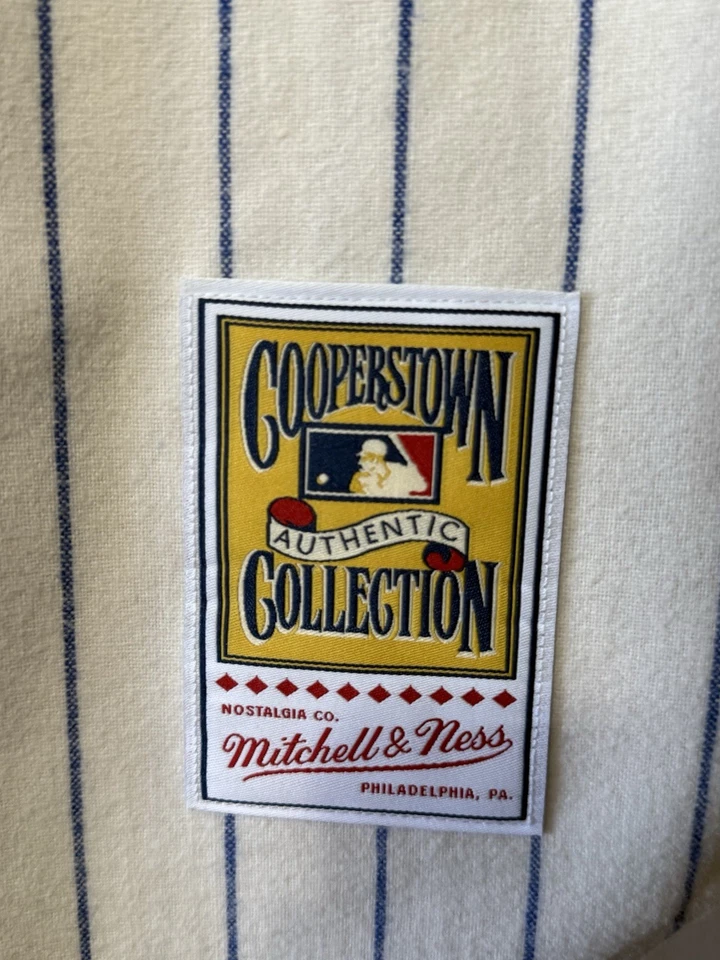 COOPERSTOWN
AUTHENTIC
COLLECTION
NOSTALGIA CO.
Mitchell & Ness
PHILADELPHIA, PA.